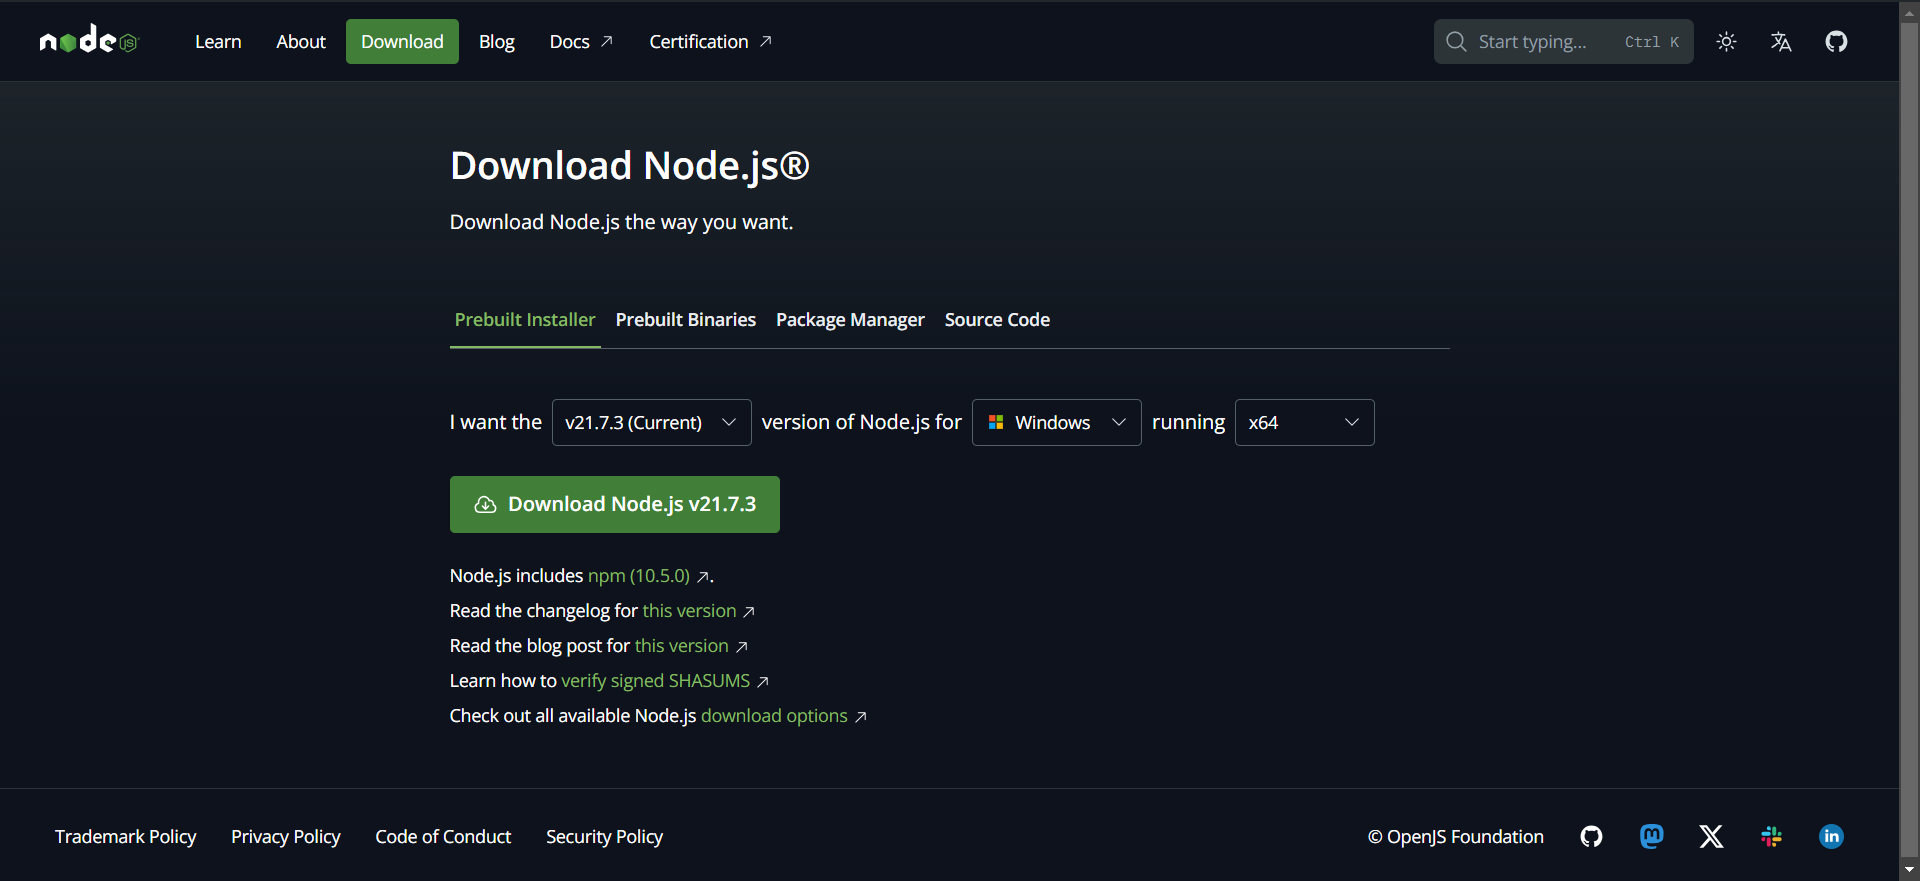 node JS
Learn About Download Blog Docs Certification
Start typing... Ctrl K
Download Node.js®
Download Node.js the way you want.
Prebuilt Installer Prebuilt Binaries Package Manager Source Code
I want the v21.7.3 (Current) version of Node.js for Windows running x64
Download Node.js v21.7.3
Node.js includes npm (10.5.0) .
Read the changelog for this version
Read the blog post for this version
Learn how to verify signed SHASUMS
Check out all available Node.js download options
Trademark Policy Privacy Policy Code of Conduct Security Policy
© OpenJS Foundation
in